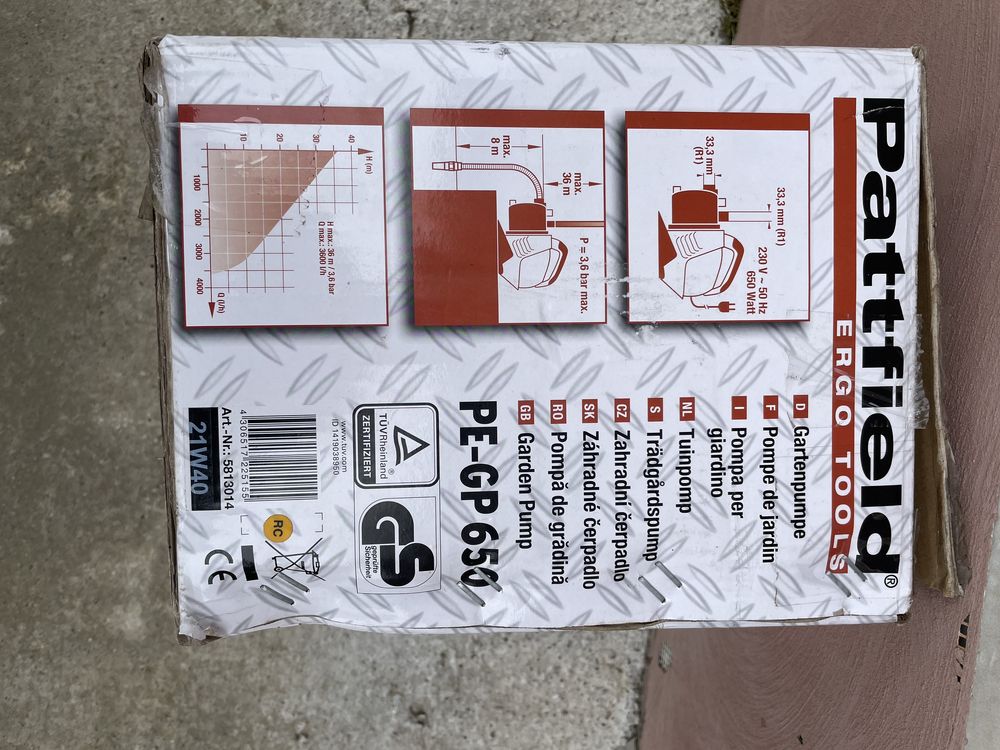 Pattfield®
ERGO TOOLS
33,3 mm (R1)
33,3 mm
(R1)
230 V ~ 50 Hz
650 Watt
max.
36 m
max.
8 m
P = 3,6 bar max.
H (m)
40
30
20
10
1000
2000
3000
4000
Q (l/h)
H max.: 36 m / 3,6 bar
Q max.: 3600 l/h
D Gartenpumpe
F Pompe de jardin
I Pompa per
giardino
NL Tuinpomp
S Trädgårdspump
CZ Zahradní čerpadlo
SK Záhradné čerpadlo
RO Pompă de grădină
GB Garden Pump
PE-GP 650
TÜVRheinland®
ZERTIFIZIERT
www.tuv.com
ID 1419038950
GS
geprüfte
Sicherheit
4 306517 225155
Art.-Nr.: 5813014
21W/40
RC
CE